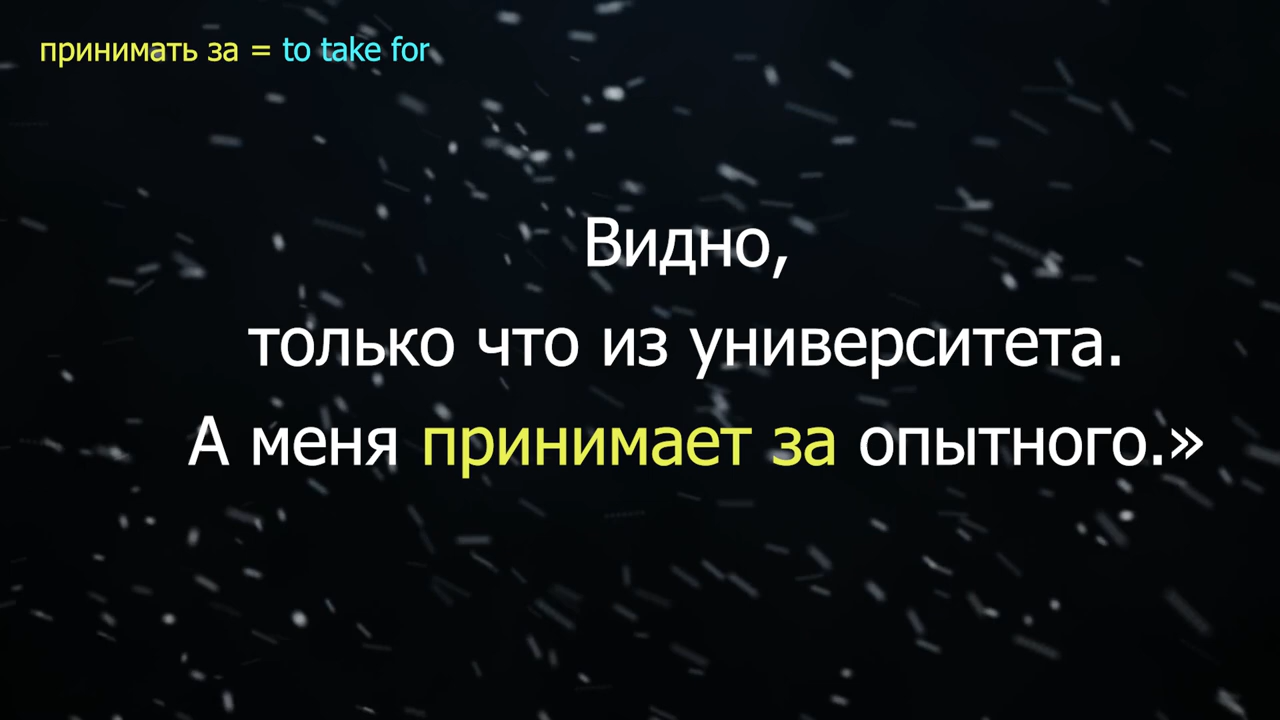 принимать за = to take for
Видно,
только что из университета.
А меня принимает за опытного.»